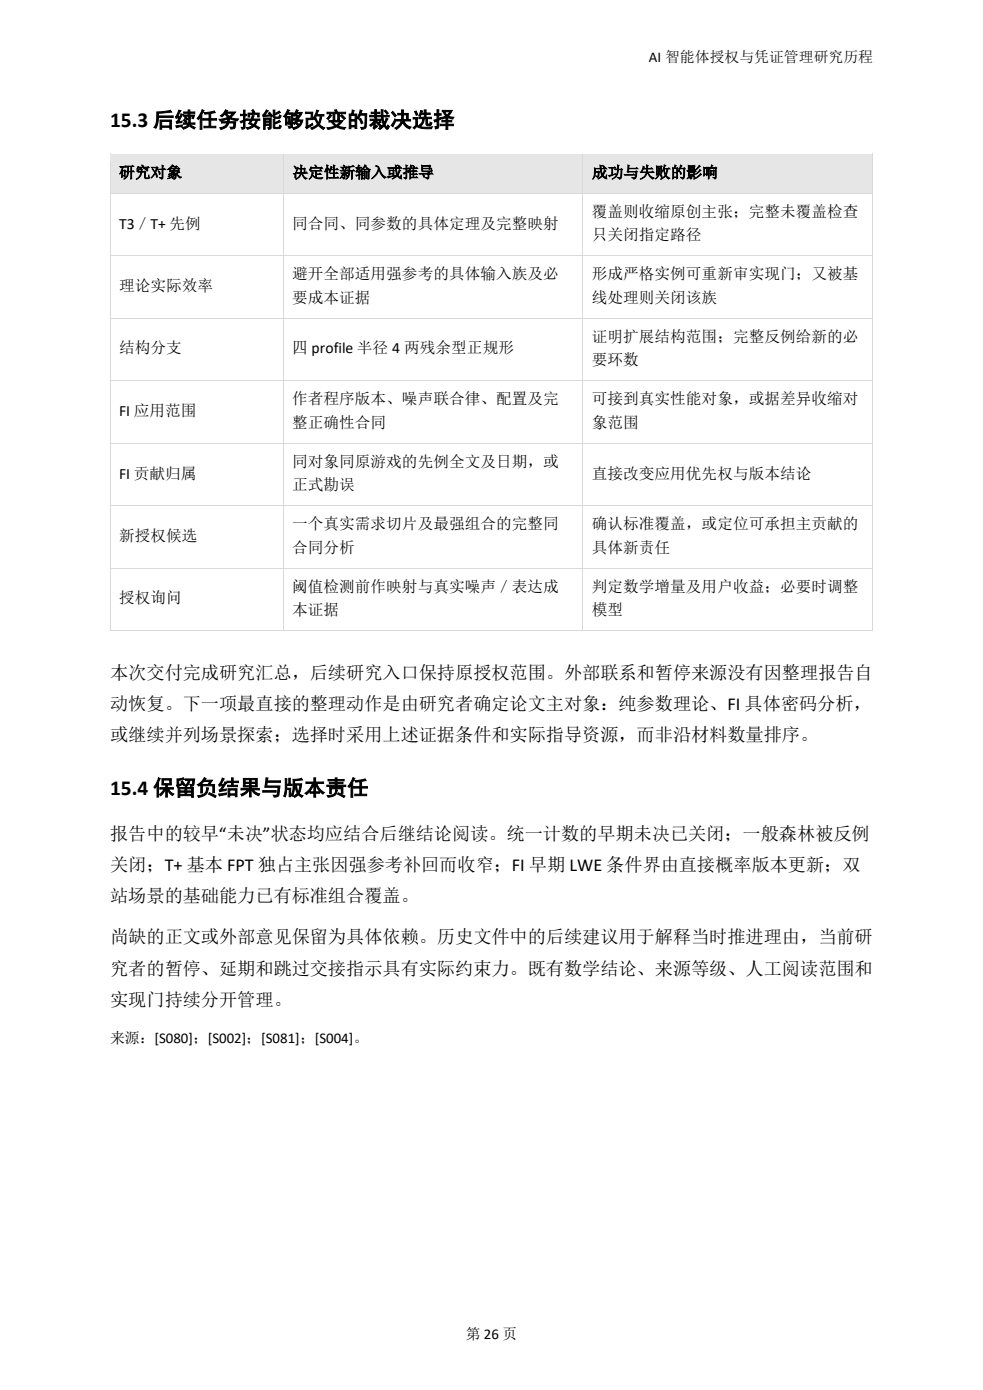 AI 智能体授权与凭证管理研究历程
15.3 后续任务按能够改变的裁决选择
研究对象
决定性新输入或推导
成功与失败的影响
T3 / T+ 先例
同合同、同参数的具体定理及完整映射
覆盖则收缩原创主张；完整未覆盖检查
只关闭指定路径
理论实际效率
避开全部适用强参考的具体输入族及必
要成本证据
形成严格实例可重新审实现门；又被基
线处理则关闭该族
结构分支
四 profile 半径 4 两残余型正规形
证明扩展结构范围；完整反例给新的必
要环数
FI 应用范围
作者程序版本、噪声联合律、配置及完
整正确性合同
可接到真实性能对象，或据差异收缩对
象范围
FI 贡献归属
同对象同原游戏的先例全文及日期，或
正式勘误
直接改变应用优先权与版本结论
新授权候选
一个真实需求切片及最强组合的完整同
合同分析
确认标准覆盖，或定位可承担主贡献的
具体新责任
授权询问
阈值检测前作映射与真实噪声 / 表达成
本证据
判定数学增量及用户收益；必要时调整
模型
本次交付完成研究汇总，后续研究入口保持原授权范围。外部联系和暂停来源没有因整理报告自
动恢复。下一项最直接的整理动作是由研究者确定论文主对象：纯参数理论、FI 具体密码分析，
或继续并列场景探索；选择时采用上述证据条件和实际指导资源，而非沿材料数量排序。
15.4 保留负结果与版本责任
报告中的较早“未决”状态均应结合后继结论阅读。统一计数的早期未决已关闭；一般森林被反例
关闭；T+ 基本 FPT 独占主张因强参考补回而收窄；FI 早期 LWE 条件界由直接概率版本更新；双
站场景的基础能力已有标准组合覆盖。
尚缺的正文或外部意见保留为具体依赖。历史文件中的后续建议用于解释当时推进理由，当前研
究者的暂停、延期和跳过交接指示具有实际约束力。既有数学结论、来源等级、人工阅读范围和
实现门持续分开管理。
来源：[S080]；[S002]；[S081]；[S004]。
第 26 页